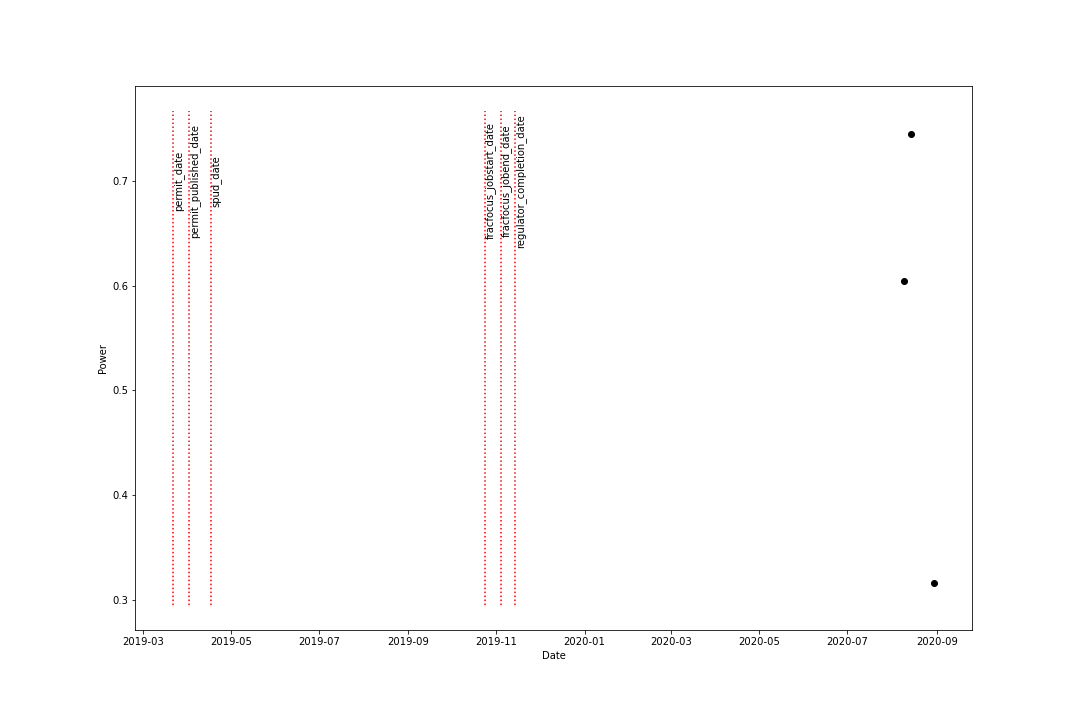 permit_date
permit_published_date
spud_date
fracfocus_jobstart_date
fracfocus_jobend_date
regulator_completion_date
0.7
0.6
0.5
0.4
0.3
Power
2019-03 2019-05 2019-07 2019-09 2019-11 2020-01 2020-03 2020-05 2020-07 2020-09
Date